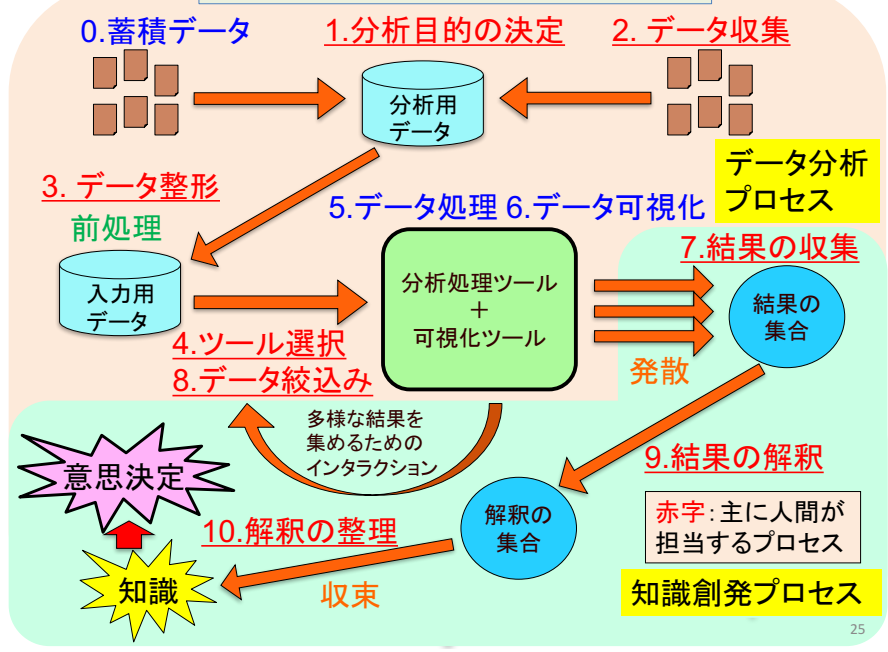 0.蓄積データ
1.分析目的の決定
2. データ収集
分析用
データ
データ分析
プロセス
3. データ整形
前処理
5.データ処理 6.データ可視化
7.結果の収集
入力用
データ
分析処理ツール
＋
可視化ツール
結果の
集合
4.ツール選択
8.データ絞込み
発散
多様な結果を
集めるための
インタラクション
意思決定
9.結果の解釈
10.解釈の整理
解釈の
集合
赤字：主に人間が
担当するプロセス
知識
収束
知識創発プロセス
25